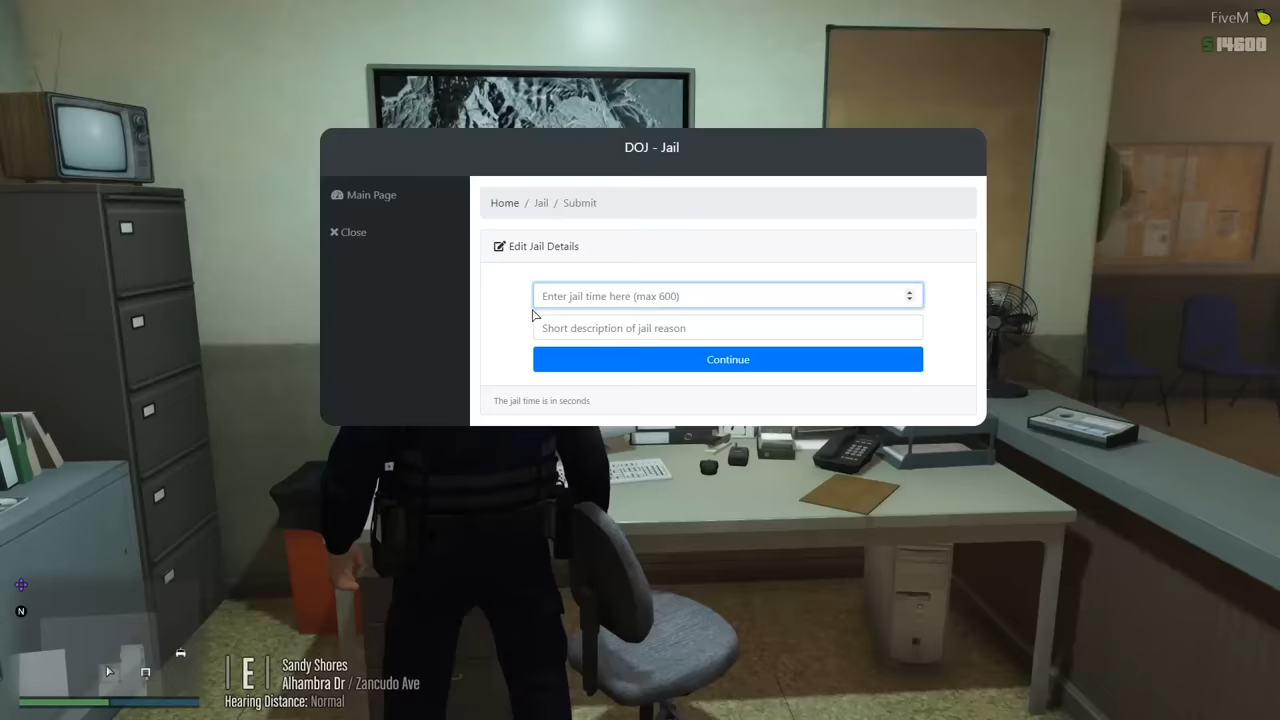 FiveM
$14600
DOJ - Jail
Main Page
Close
Home / Jail / Submit
Edit Jail Details
Enter jail time here (max 600)
Short description of jail reason
Continue
The jail time is in seconds
N
| E | Sandy Shores
Alhambra Dr / Zancudo Ave
Hearing Distance: Normal